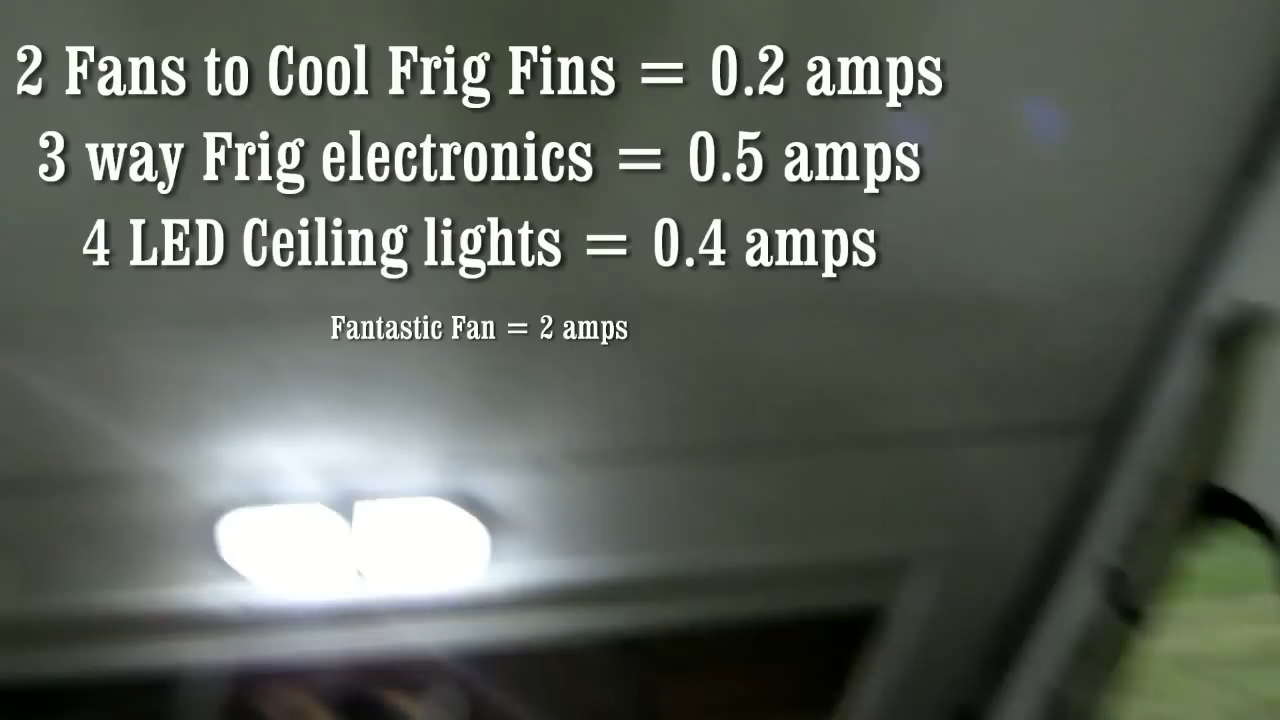 2 Fans to Cool Frig Fins = 0.2 amps
3 way Frig electronics = 0.5 amps
4 LED Ceiling lights = 0.4 amps
Fantastic Fan = 2 amps